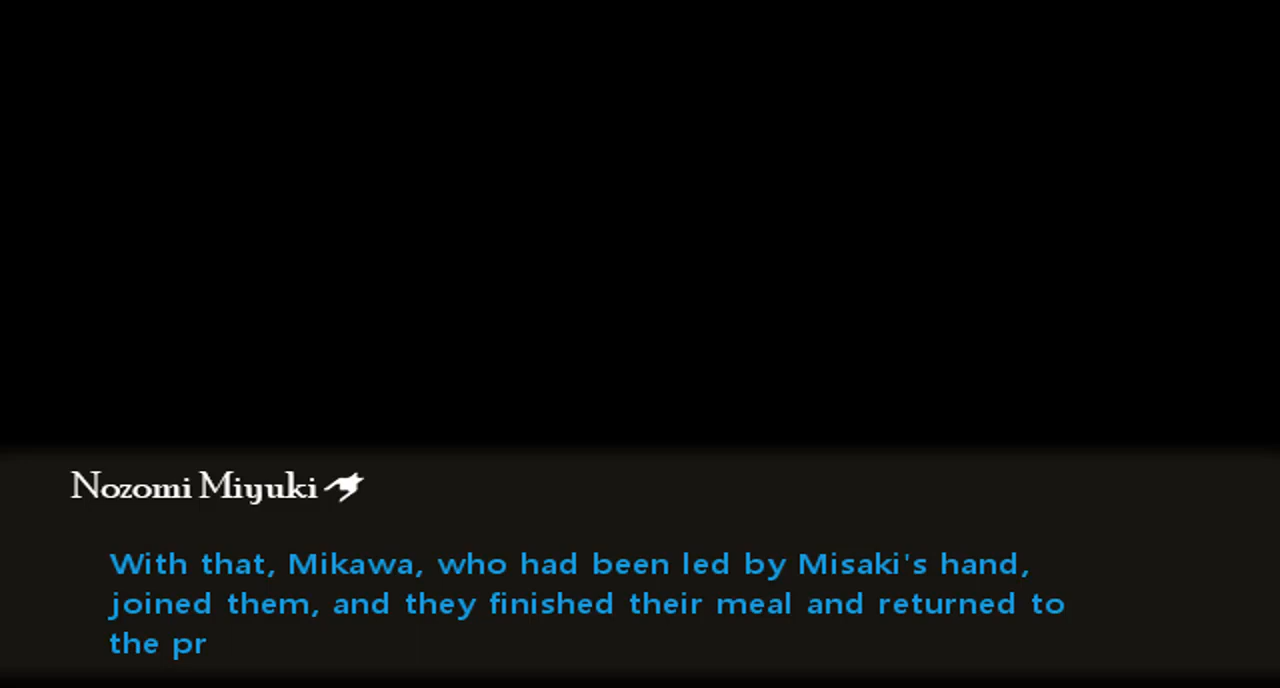 Nozomi Miyuki
With that, Mikawa, who had been led by Misaki's hand,
joined them, and they finished their meal and returned to
the pr